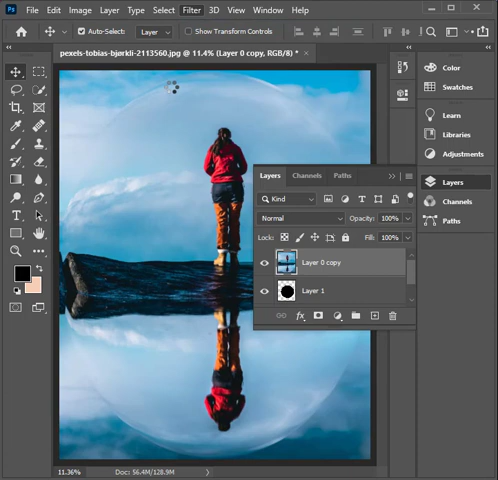 Ps File Edit Image Layer Type Select Filter 3D View Window Help
Auto-Select: Layer Show Transform Controls
pexels-tobias-bjørkli-2113560.jpg @ 11.4% (Layer 0 copy, RGB/8) *
Color
Swatches
Learn
Libraries
Adjustments
Layers
Channels
Paths
Layers Channels Paths
Kind
Normal Opacity: 100%
Lock: Fill: 100%
Layer 0 copy
Layer 1
fx
11.36% Doc: 56.4M/128.9M